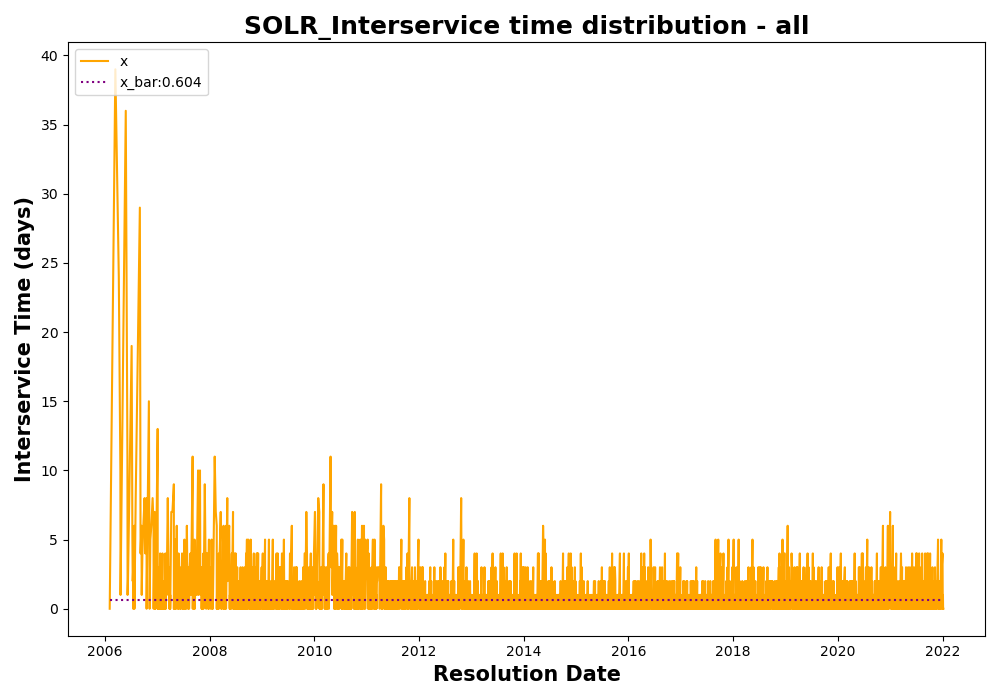 SOLR_Interservice time distribution - all
x
x_bar:0.604
Interservice Time (days)
40
35
30
25
20
15
10
5
0
2006 2008 2010 2012 2014 2016 2018 2020 2022
Resolution Date